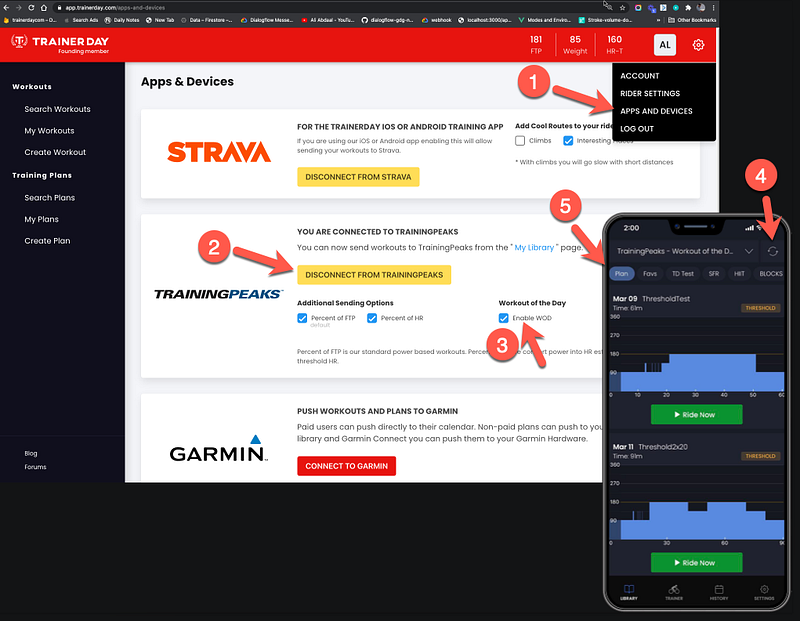 app.trainerday.com/apps-and-devices
trainerdaycom – D...
Search Ads
Daily Notes
New Tab
Data – Firestore –...
Dialogflow Messe...
Ali Abdaal - YouTu...
dialogflow-gdg-n...
webhook
localhost:3000/ap...
Modes and Enviro...
Stroke-volume-do...
»
Other Bookmarks
TRAINERDAY
Founding member
181
FTP
85
Weight
160
HR-T
AL
ACCOUNT
RIDER SETTINGS
APPS AND DEVICES
LOG OUT
1
Workouts
Search Workouts
My Workouts
Create Workout
Training Plans
Search Plans
My Plans
Create Plan
Blog
Forums
Apps & Devices
STRAVA
FOR THE TRAINERDAY IOS OR ANDROID TRAINING APP
If you are using our iOS or Android app enabling this will allow
sending your workouts to Strava.
DISCONNECT FROM STRAVA
Add Cool Routes to your ride
Climbs
Interesting Places
* With climbs you will go slow with short distances
TRAININGPEAKS
YOU ARE CONNECTED TO TRAININGPEAKS
You can now send workouts to TrainingPeaks from the " My Library " page.
2
DISCONNECT FROM TRAININGPEAKS
Additional Sending Options
Percent of FTP
default
Percent of HR
Workout of the Day
Enable WOD
3
Percent of FTP is our standard power based workouts.
threshold HR.
GARMIN
PUSH WORKOUTS AND PLANS TO GARMIN
Paid users can push directly to their calendar. Non-paid plans can push to you
library and Garmin Connect you can push them to your Garmin Hardware.
CONNECT TO GARMIN
4
5
2:00
TrainingPeaks - Workout of the D...
Plan
Favs
TD Test
SFR
HIIT
BLOCKS
Mar 09 ThresholdTest
Time: 61m
THRESHOLD
360
270
180
90
0 10 20 30 40 50 60
Ride Now
Mar 11 Threshold2x20
Time: 91m
THRESHOLD
360
270
180
90
0 30 60 90
Ride Now
LIBRARY
TRAINER
HISTORY
SETTINGS